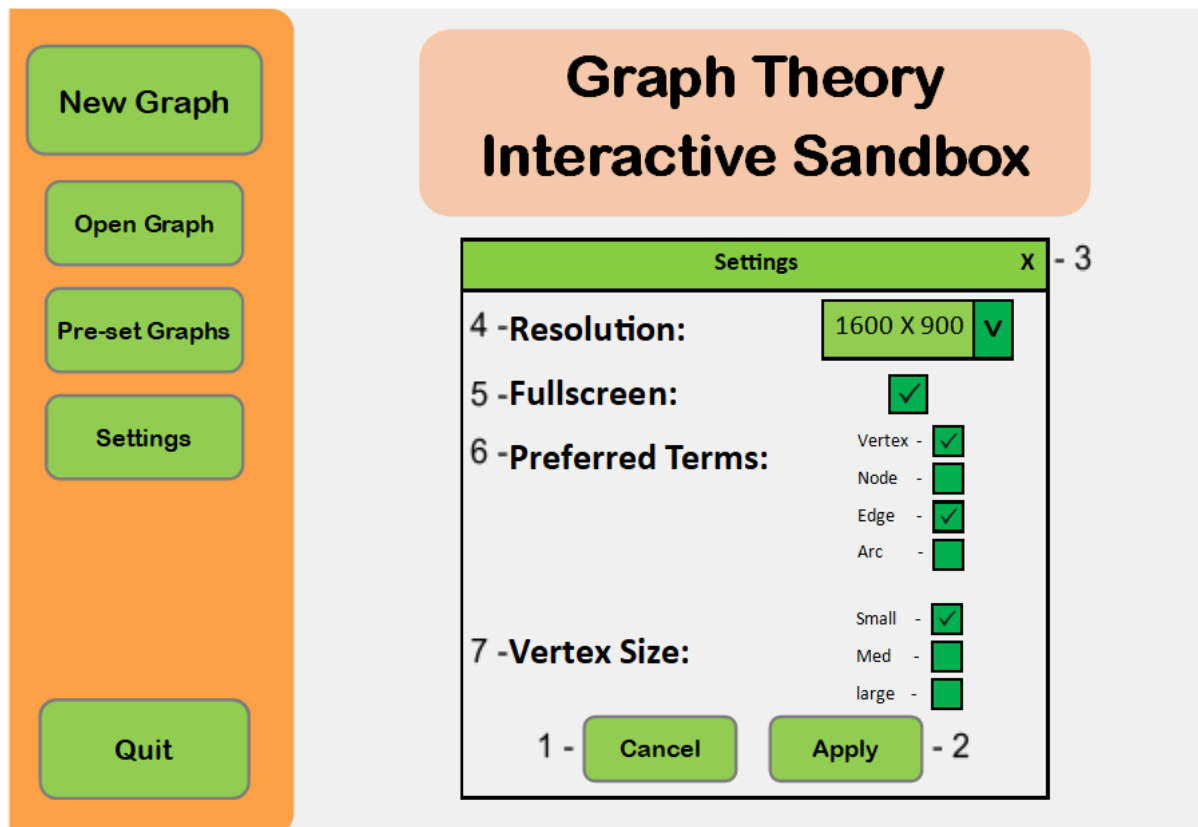 New Graph
Open Graph
Pre-set Graphs
Settings
Quit
Graph Theory
Interactive Sandbox
Settings X - 3
4 -Resolution: 1600 X 900 v
5 -Fullscreen:
6 -Preferred Terms:
Vertex -
Node -
Edge -
Arc -
7 -Vertex Size:
Small -
Med -
large -
1 - Cancel Apply - 2